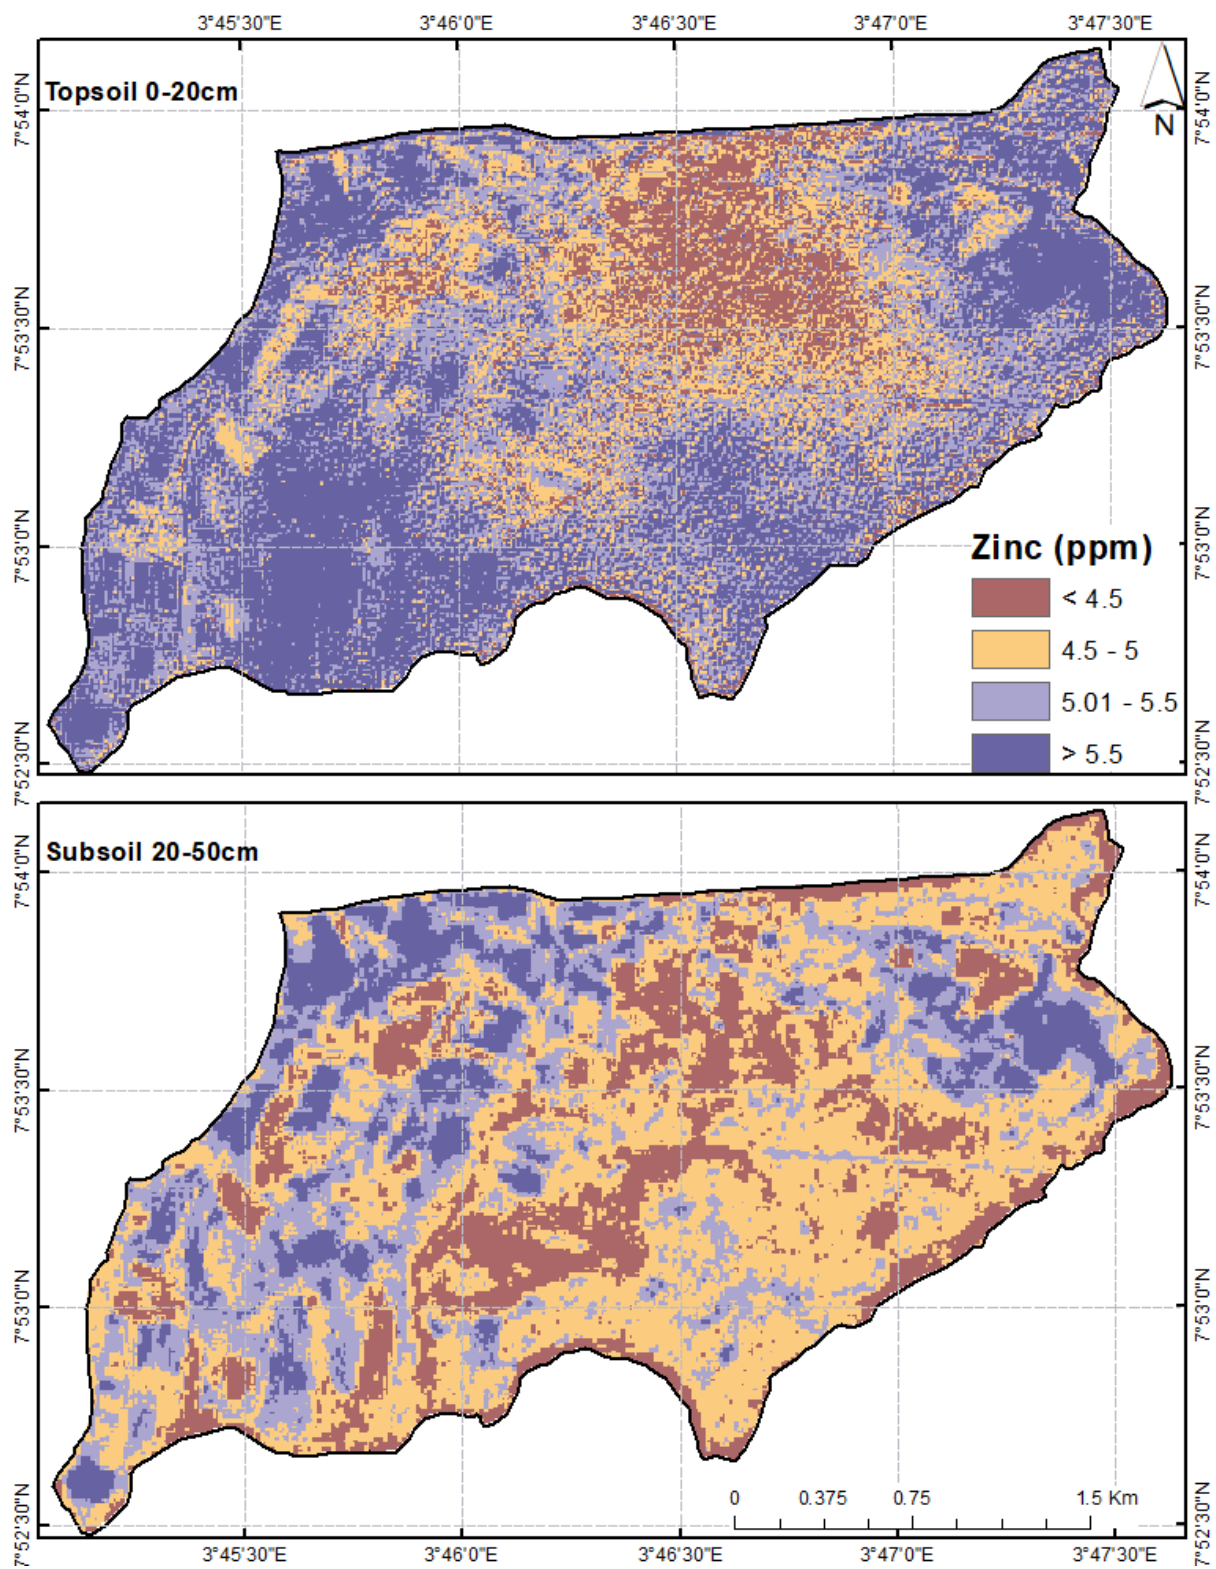 3°45'30"E 3°46'0"E 3°46'30"E 3°47'0"E 3°47'30"E
Topsoil 0-20cm
N
7°54'0"N 7°54'0"N
7°53'30"N 7°53'30"N
7°53'0"N 7°53'0"N
Zinc (ppm)
< 4.5
4.5 - 5
5.01 - 5.5
> 5.5
7°52'30"N 7°52'30"N
Subsoil 20-50cm
7°54'0"N 7°54'0"N
7°53'30"N 7°53'30"N
7°53'0"N 7°53'0"N
0 0.375 0.75 1.5 Km
7°52'30"N 7°52'30"N
3°45'30"E 3°46'0"E 3°46'30"E 3°47'0"E 3°47'30"E